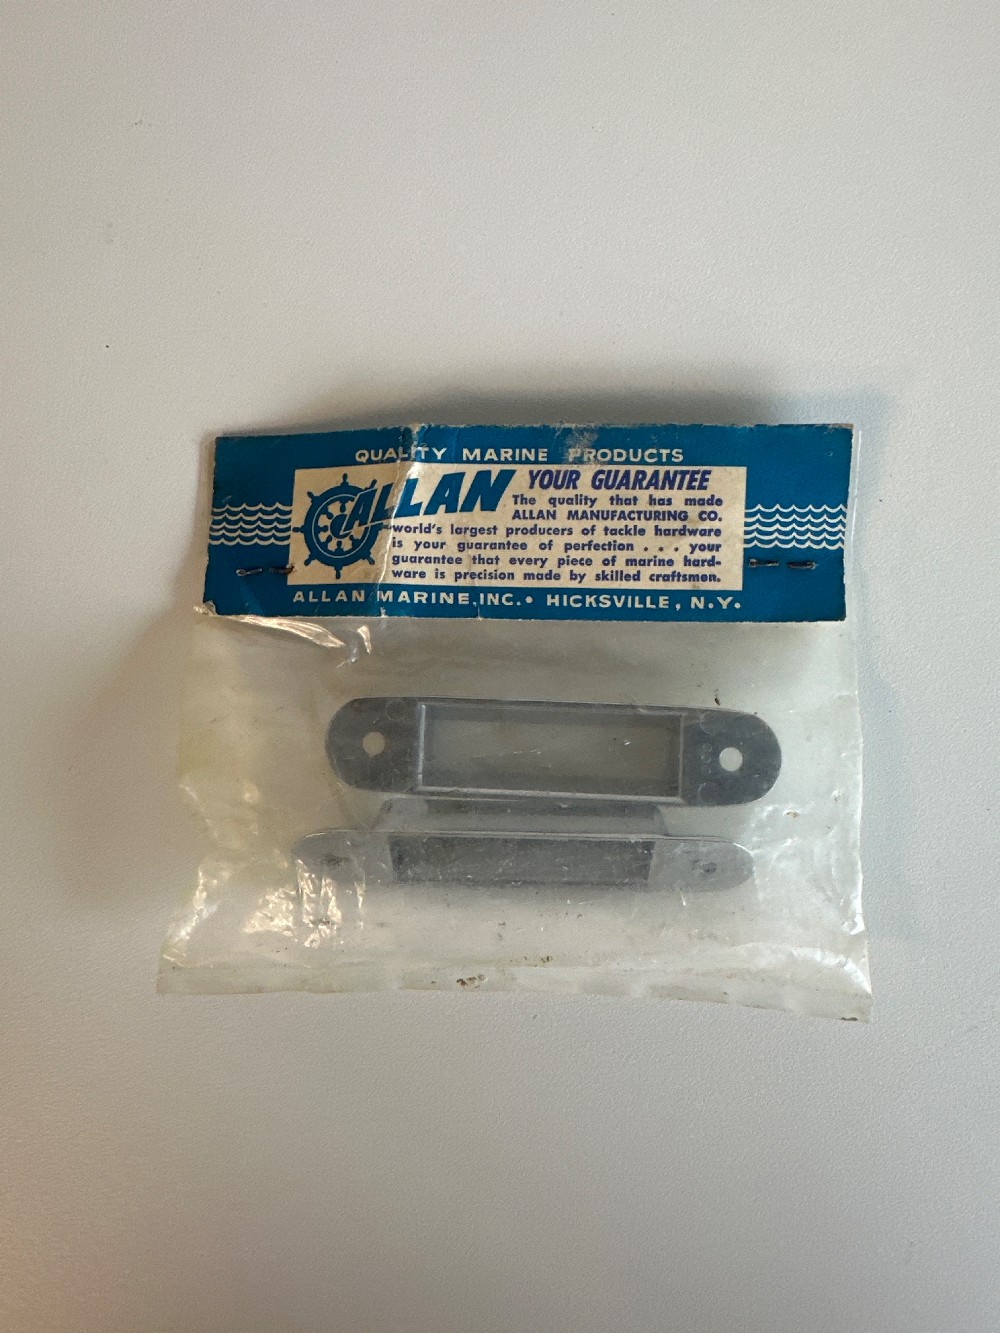 QUALITY MARINE PRODUCTS
ALLAN
YOUR GUARANTEE
The quality that has made
ALLAN MANUFACTURING CO.
world's largest producers of tackle hardware
is your guarantee of perfection . . . your
guarantee that every piece of marine hard-
ware is precision made by skilled craftsmen.
ALLAN MARINE, INC. • HICKSVILLE, N.Y.